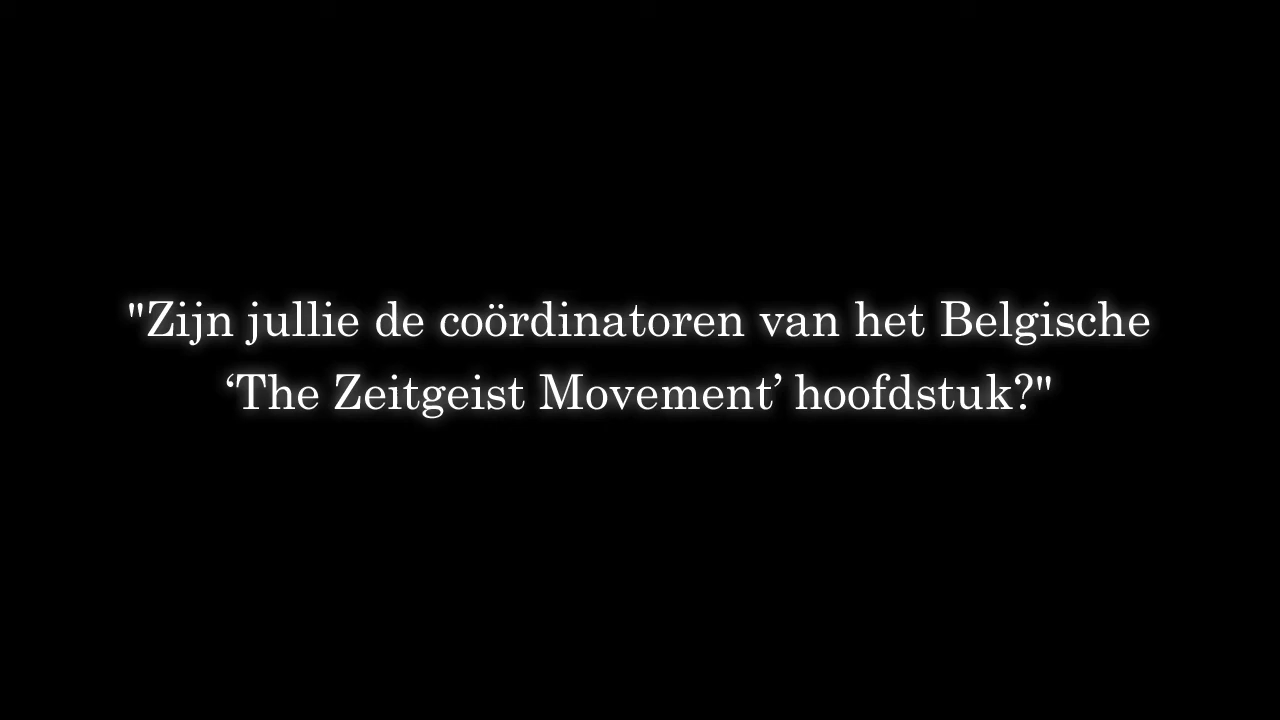 "Zijn jullie de coördinatoren van het Belgische
‘The Zeitgeist Movement’ hoofdstuk?"